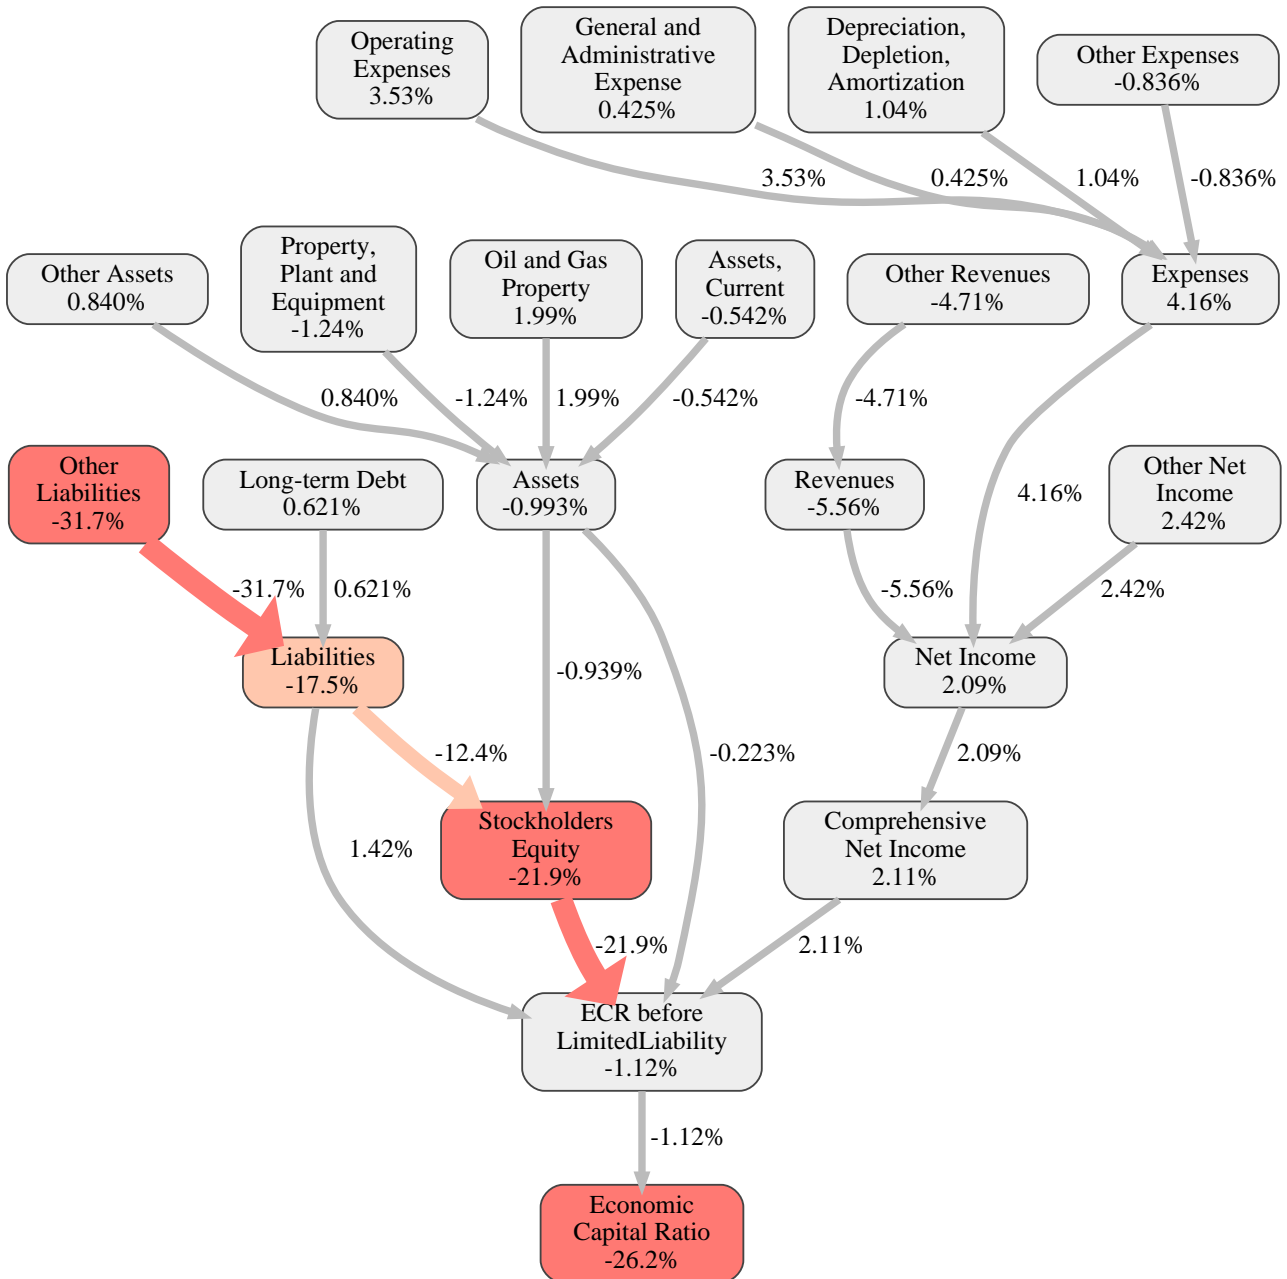 Operating
Expenses
3.53%
General and
Administrative
Expense
0.425%
Depreciation,
Depletion,
Amortization
1.04%
Other Expenses
-0.836%
3.53%
0.425%
1.04%
-0.836%
Other Assets
0.840%
Property,
Plant and
Equipment
-1.24%
Oil and Gas
Property
1.99%
Assets,
Current
-0.542%
Other Revenues
-4.71%
Expenses
4.16%
0.840%
-1.24%
1.99%
-0.542%
-4.71%
Other
Liabilities
-31.7%
Long-term Debt
0.621%
Assets
-0.993%
Revenues
-5.56%
4.16%
Other Net
Income
2.42%
-31.7%
0.621%
-5.56%
2.42%
Liabilities
-17.5%
-0.939%
Net Income
2.09%
-12.4%
-0.223%
2.09%
1.42%
Stockholders
Equity
-21.9%
Comprehensive
Net Income
2.11%
-21.9%
2.11%
ECR before
LimitedLiability
-1.12%
-1.12%
Economic
Capital Ratio
-26.2%